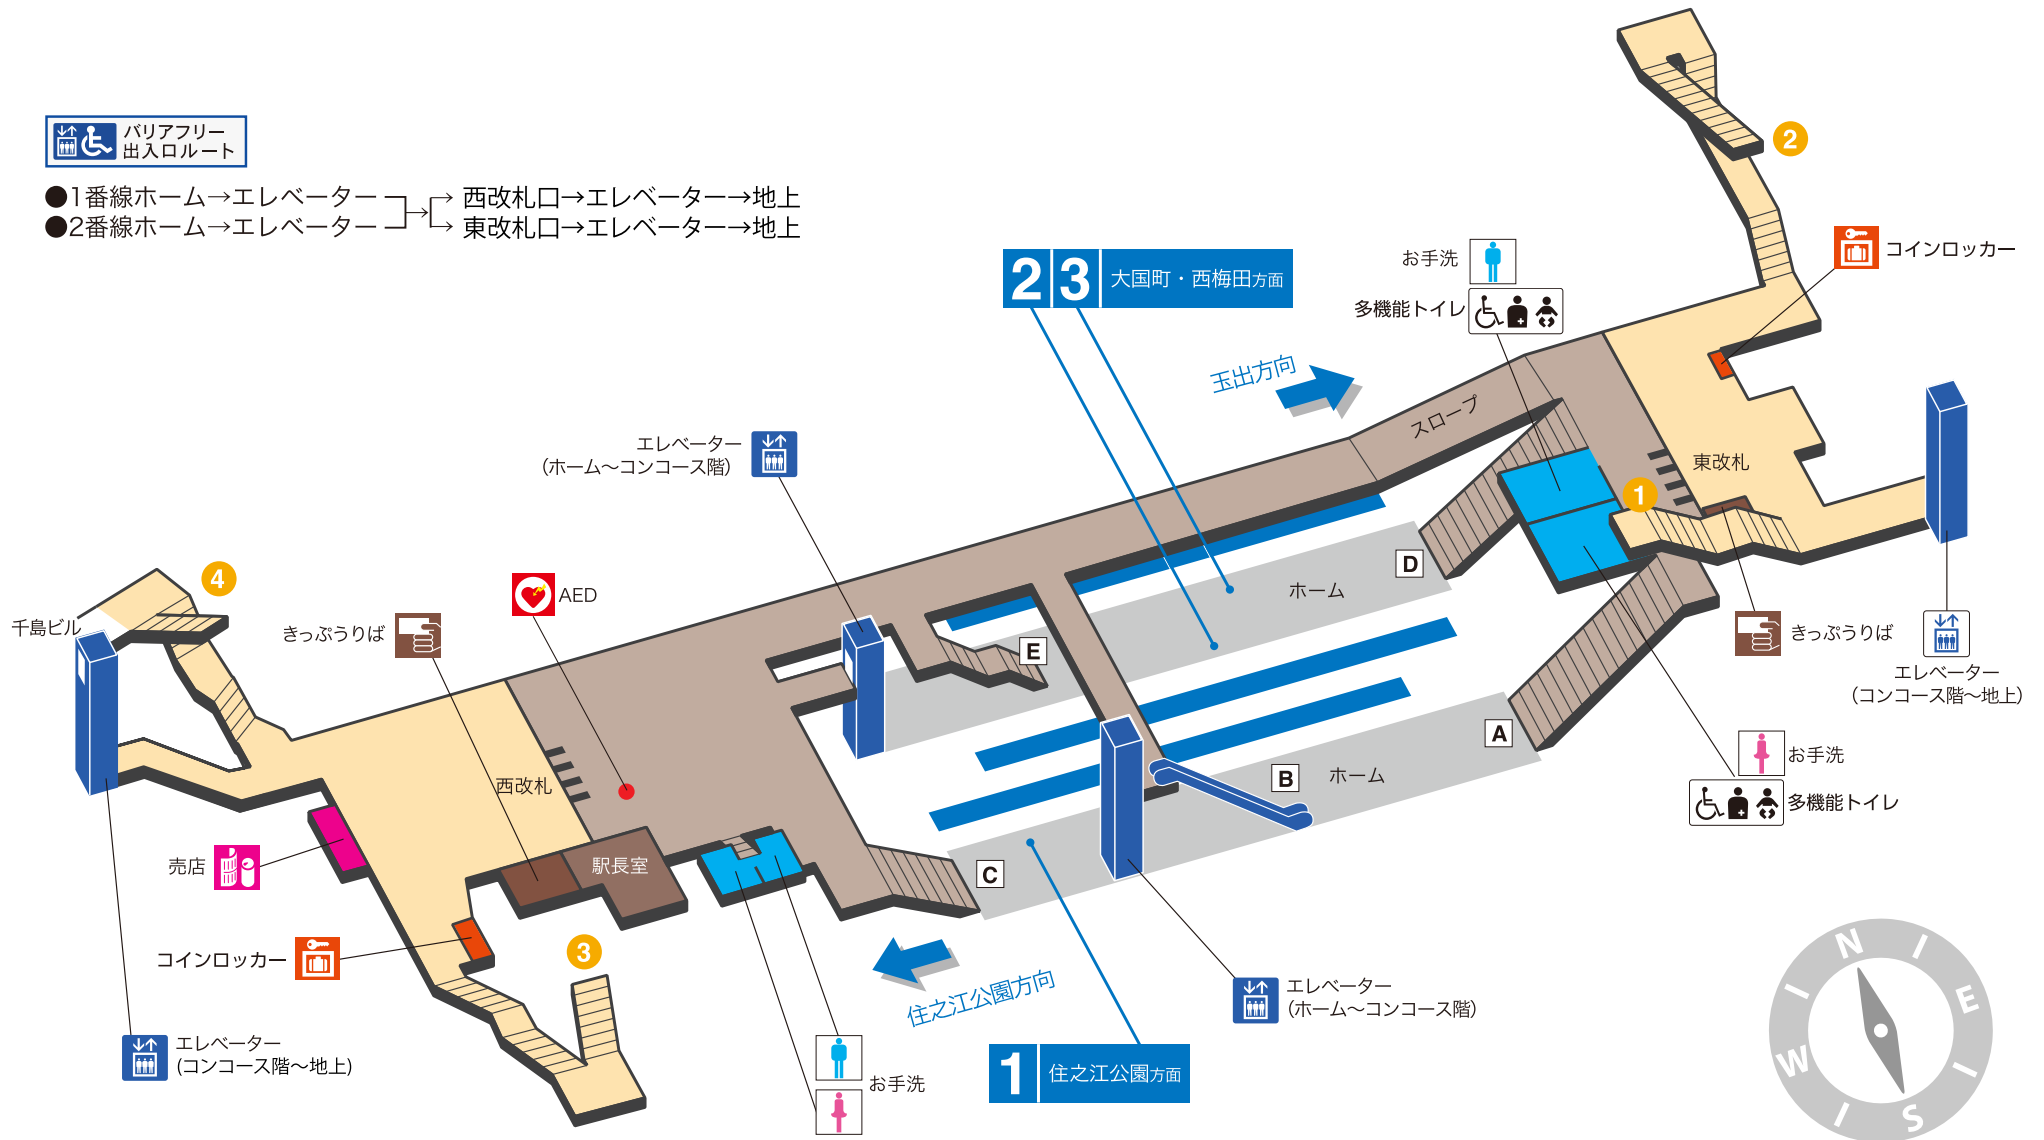 バリアフリー
出入口ルート
●1番線ホーム→エレベーター→西改札口→エレベーター→地上
●2番線ホーム→エレベーター→東改札口→エレベーター→地上
2
コインロッカー
お手洗
多機能トイレ
2 3 大国町・西梅田方面
玉出方向
スロープ
東改札
1
エレベーター
(ホーム〜コンコース階)
D
ホーム
4
AED
千島ビル
きっぷうりば
E
きっぷうりば
エレベーター
(コンコース階〜地上)
A
お手洗
多機能トイレ
B
ホーム
西改札
売店
駅長室
C
コインロッカー
3
住之江公園方向
エレベーター
(ホーム〜コンコース階)
エレベーター
(コンコース階〜地上)
お手洗
1 住之江公園方面
N
E
W
S